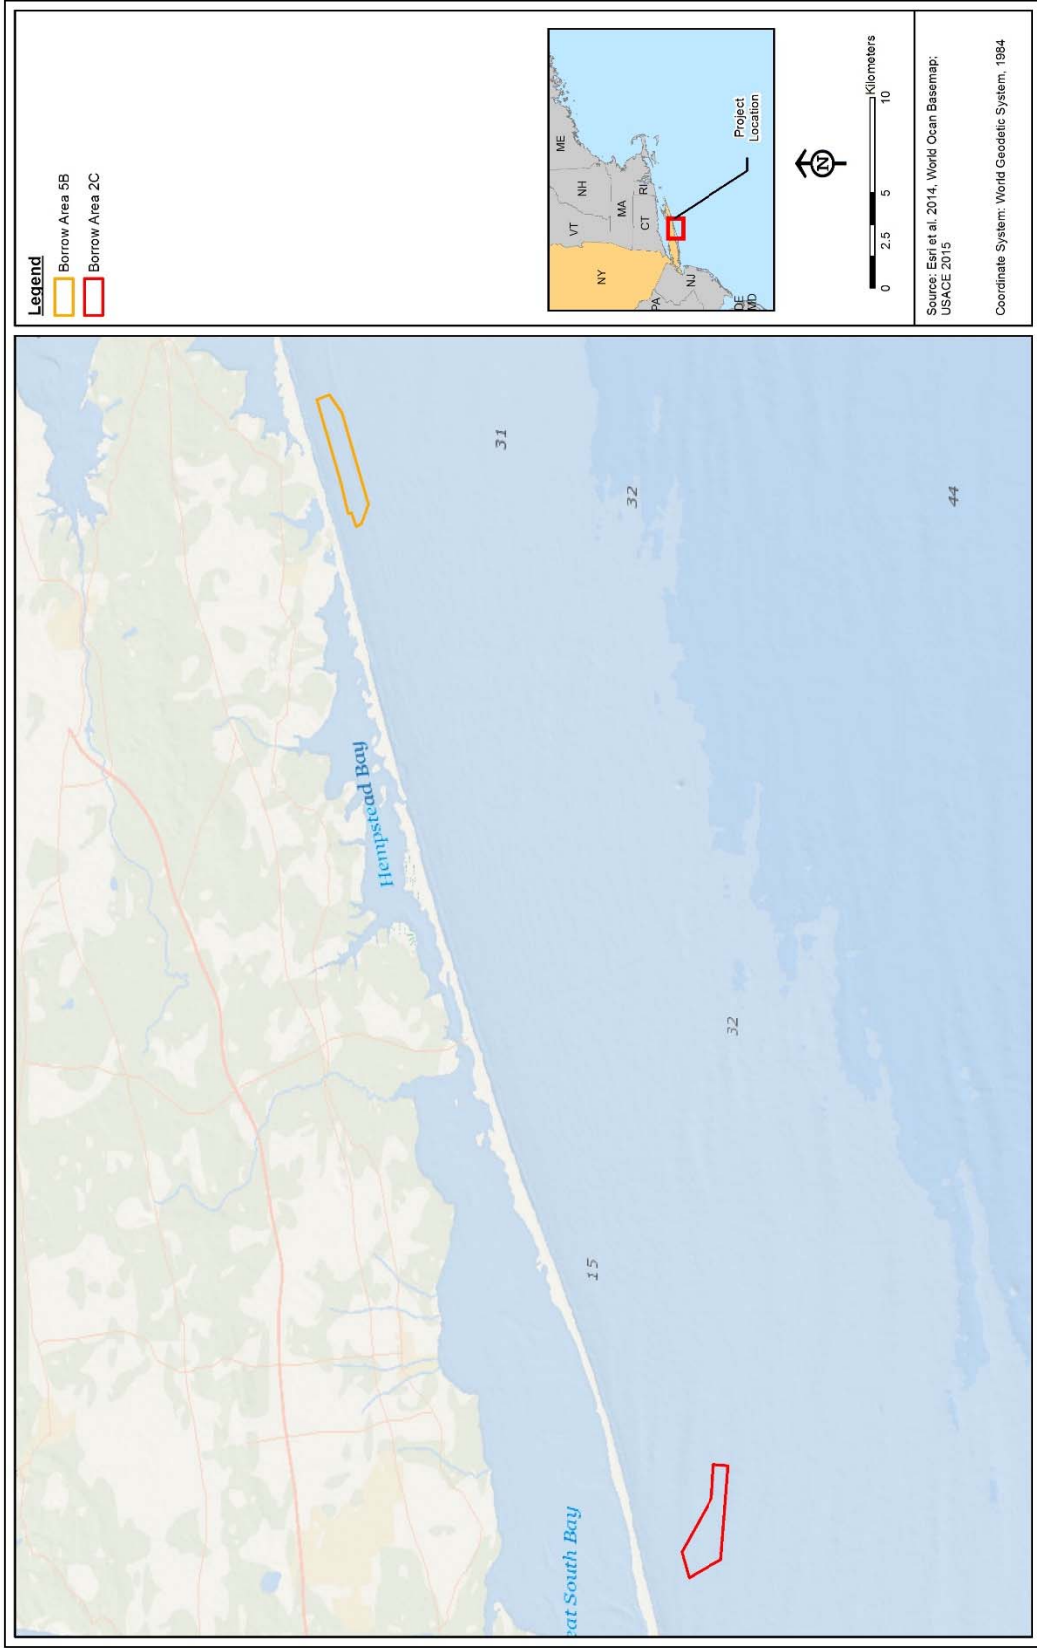 Legend
Borrow Area 5B
Borrow Area 2C
ME
VT
NH
MA
NY
CT
RI
PA
NJ
DE
MD
Project
Location
N
0
2.5
5
10
Kilometers
Source: Esri et al. 2014, World Ocan Basemap;
USACE 2015
Coordinate System: World Geodetic System, 1984
Hempstead Bay
eat South Bay
31
32
44
32
15